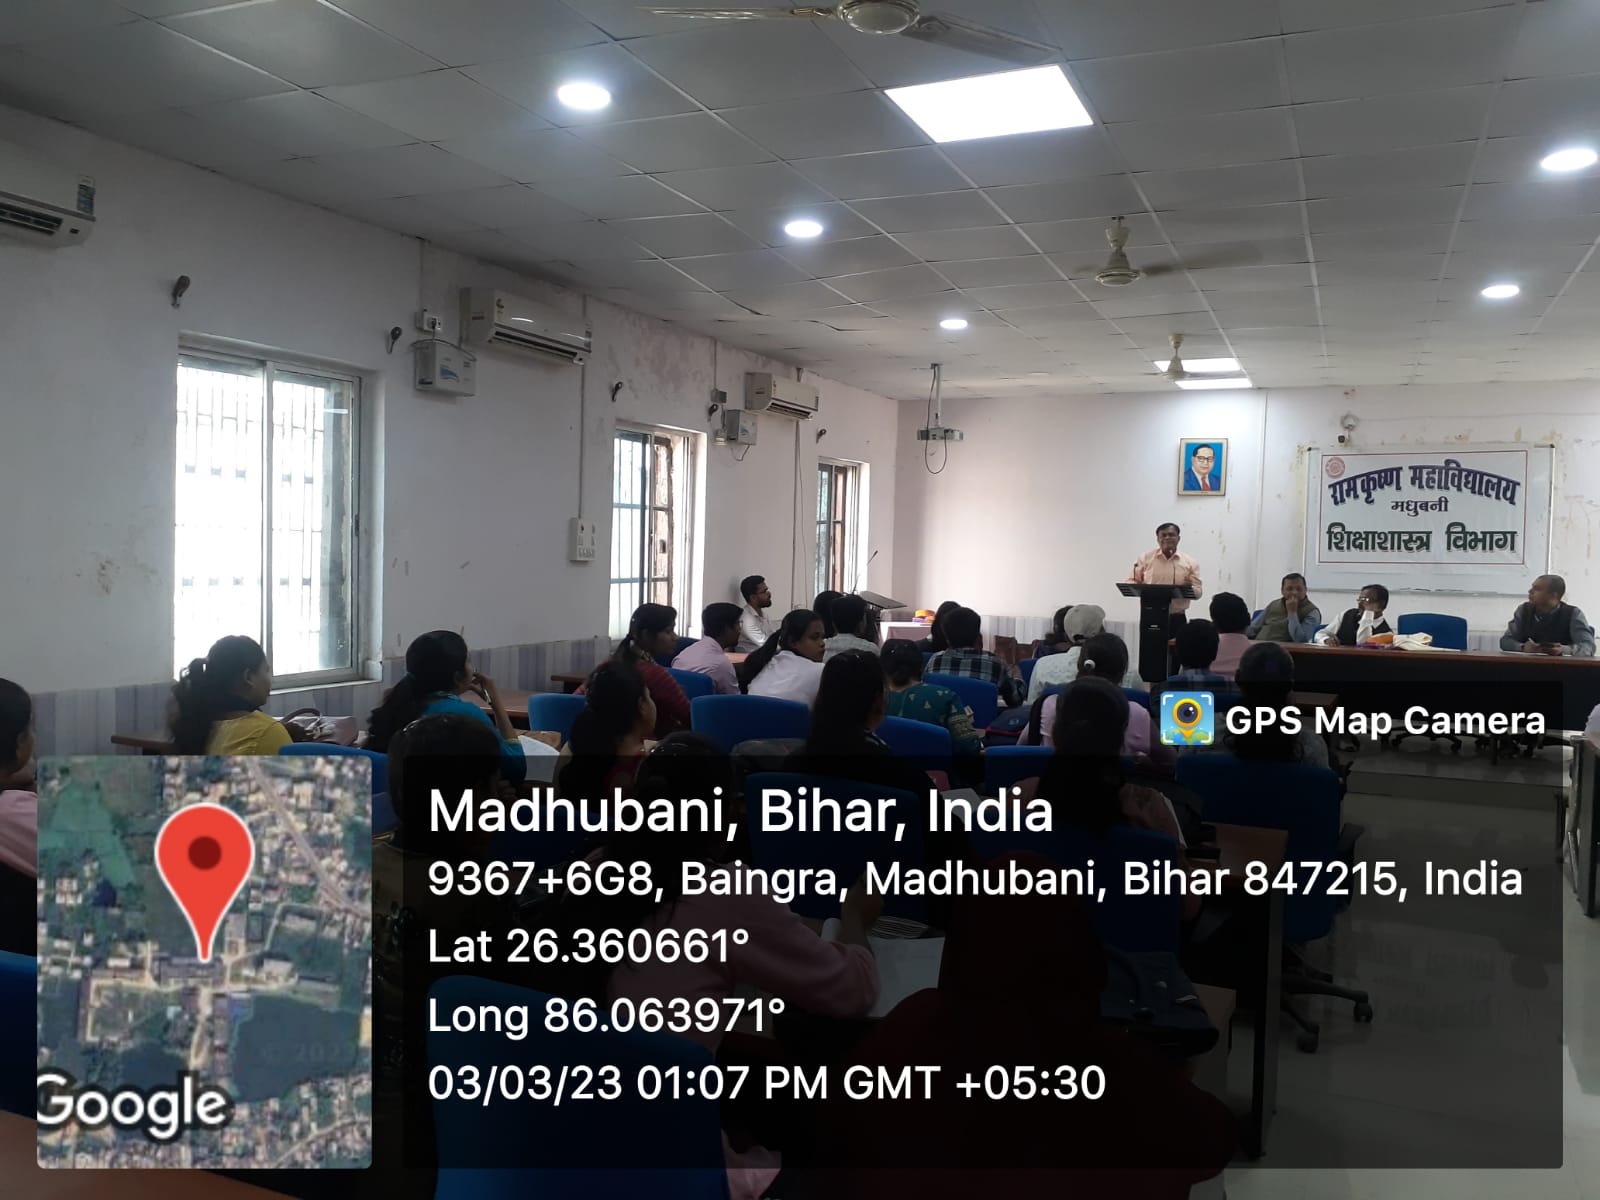 रामकृष्ण महाविद्यालय
मधुबनी
शिक्षाशास्त्र विभाग
GPS Map Camera
Madhubani, Bihar, India
9367+6G8, Baingra, Madhubani, Bihar 847215, India
Lat 26.360661°
Long 86.063971°
03/03/23 01:07 PM GMT +05:30
Google